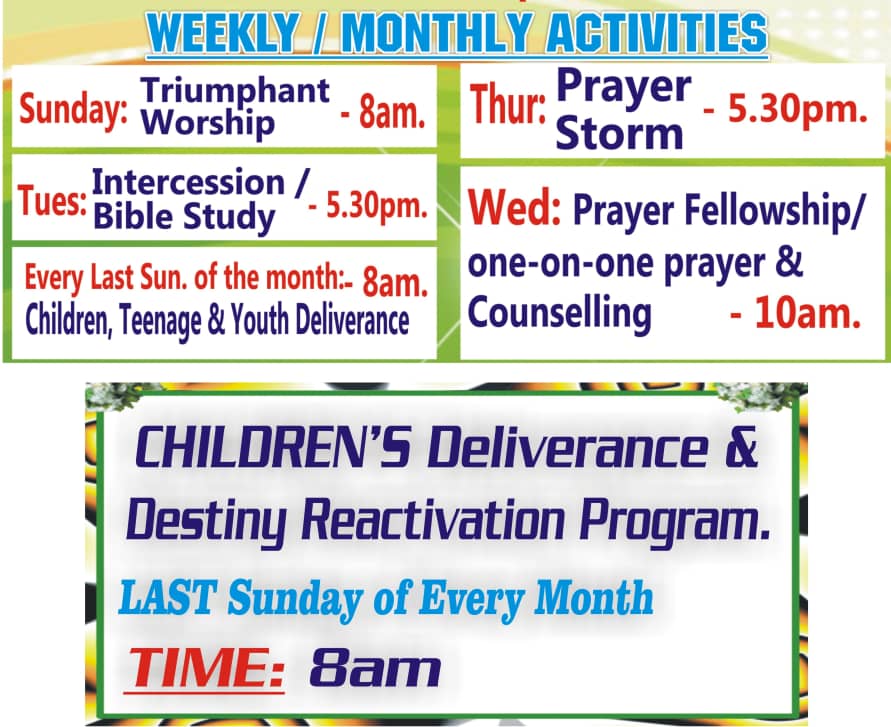 WEEKLY / MONTHLY ACTIVITIES
Sunday: Triumphant
Worship - 8am.
Tues: Intercession /
Bible Study - 5.30pm.
Every Last Sun. of the month:- 8am.
Children, Teenage & Youth Deliverance
Thur: Prayer
Storm - 5.30pm.
Wed: Prayer Fellowship/
one-on-one prayer &
Counselling - 10am.
CHILDREN'S Deliverance &
Destiny Reactivation Program.
LAST Sunday of Every Month
TIME: 8am